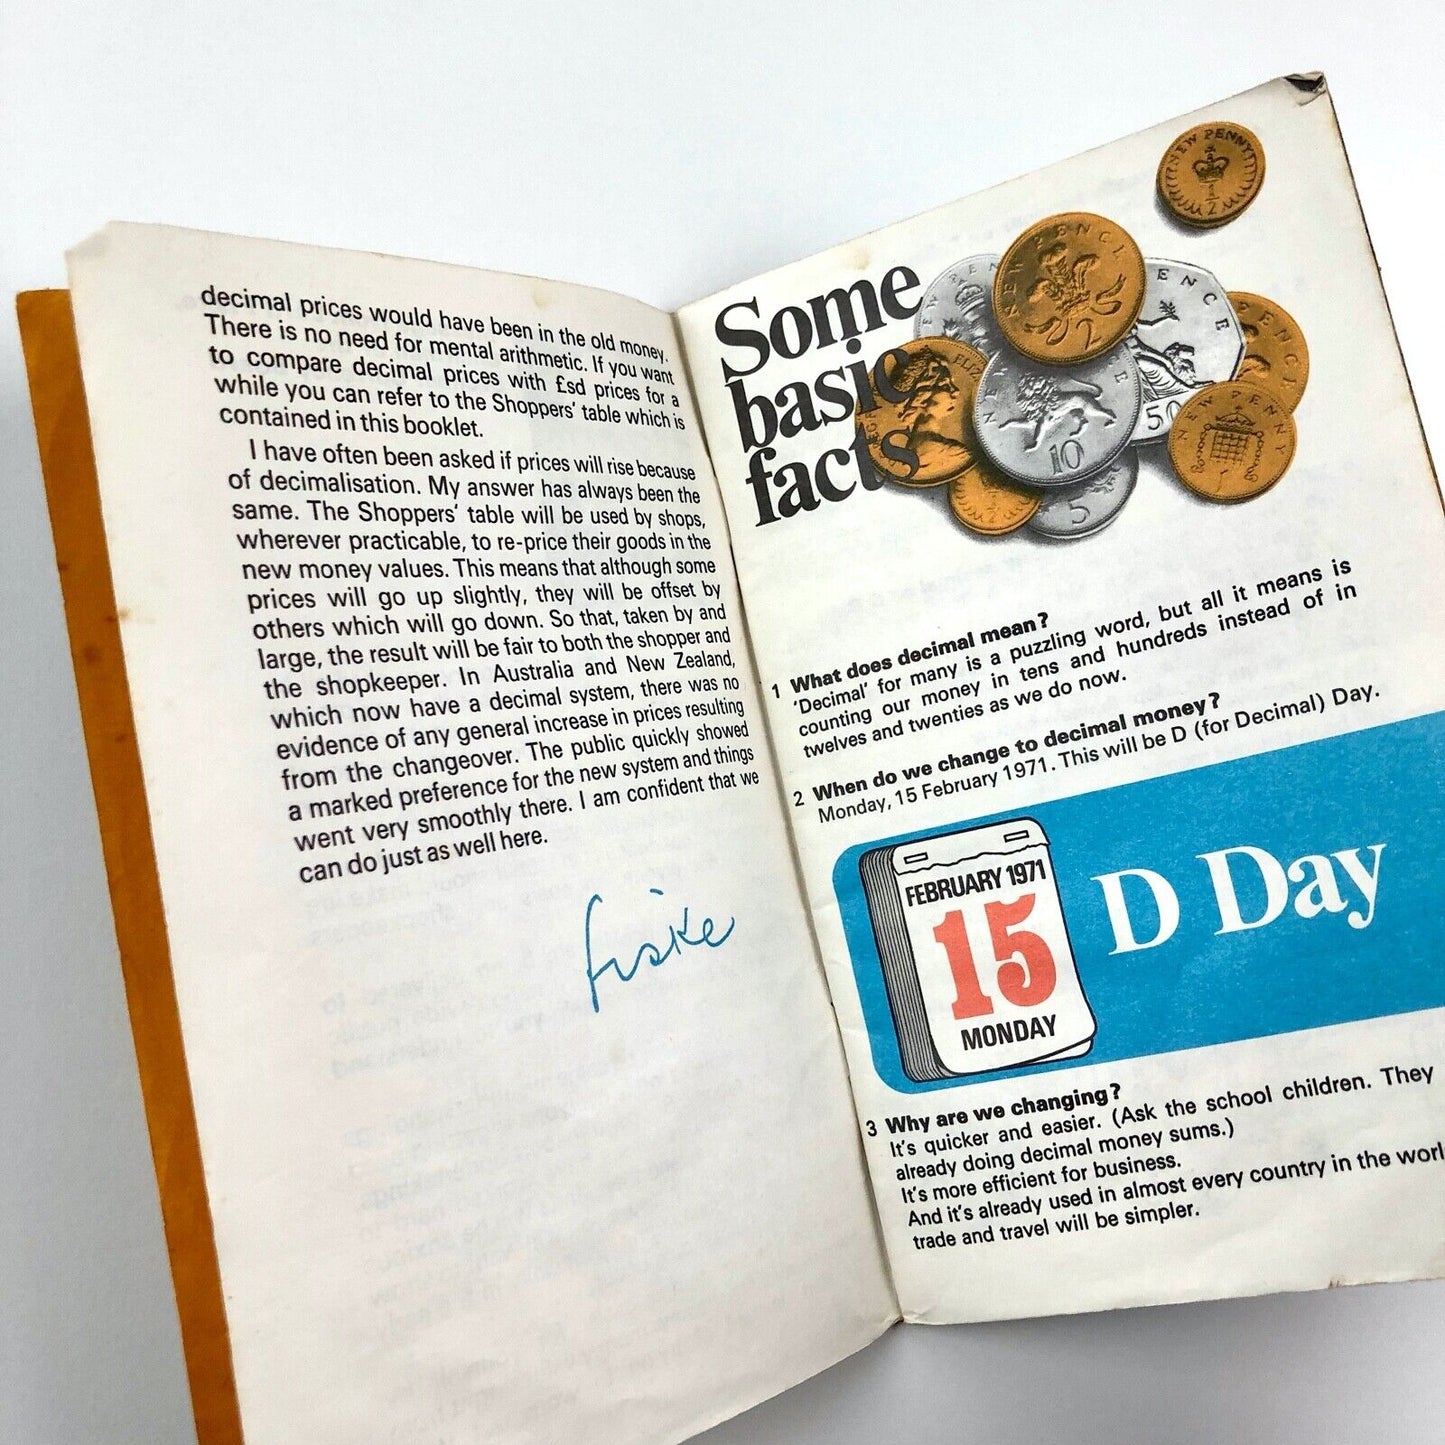 decimal prices would have been in the old money.
There is no need for mental arithmetic. If you want
to compare decimal prices with £sd prices for a
while you can refer to the Shoppers' table which is
contained in this booklet.
I have often been asked if prices will rise because
of decimalisation. My answer has always been the
same. The Shoppers' table will be used by shops,
wherever practicable, to re-price their goods in the
new money values. This means that although some
prices will go up slightly, they will be offset by
others which will go down. So that, taken by and
large, the result will be fair to both the shopper and
the shopkeeper. In Australia and New Zealand,
which now have a decimal system, there was no
evidence of any general increase in prices resulting
from the changeover. The public quickly showed
a marked preference for the new system and things
went very smoothly there. I am confident that we
can do just as well here.
Fiske
Some
basic
facts
NEW PENNY
1/2
NEW PENCE
2
NEW PENCE
10
PENCE
50
NEW PENNY
5
1 What does decimal mean?
'Decimal' for many is a puzzling word, but all it means is
counting our money in tens and hundreds instead of in
twelves and twenties as we do now.
2 When do we change to decimal money?
Monday, 15 February 1971. This will be D (for Decimal) Day.
FEBRUARY 1971
15
MONDAY
D Day
3 Why are we changing?
It's quicker and easier. (Ask the school children. They
already doing decimal money sums.)
It's more efficient for business.
And it's already used in almost every country in the worl
trade and travel will be simpler.